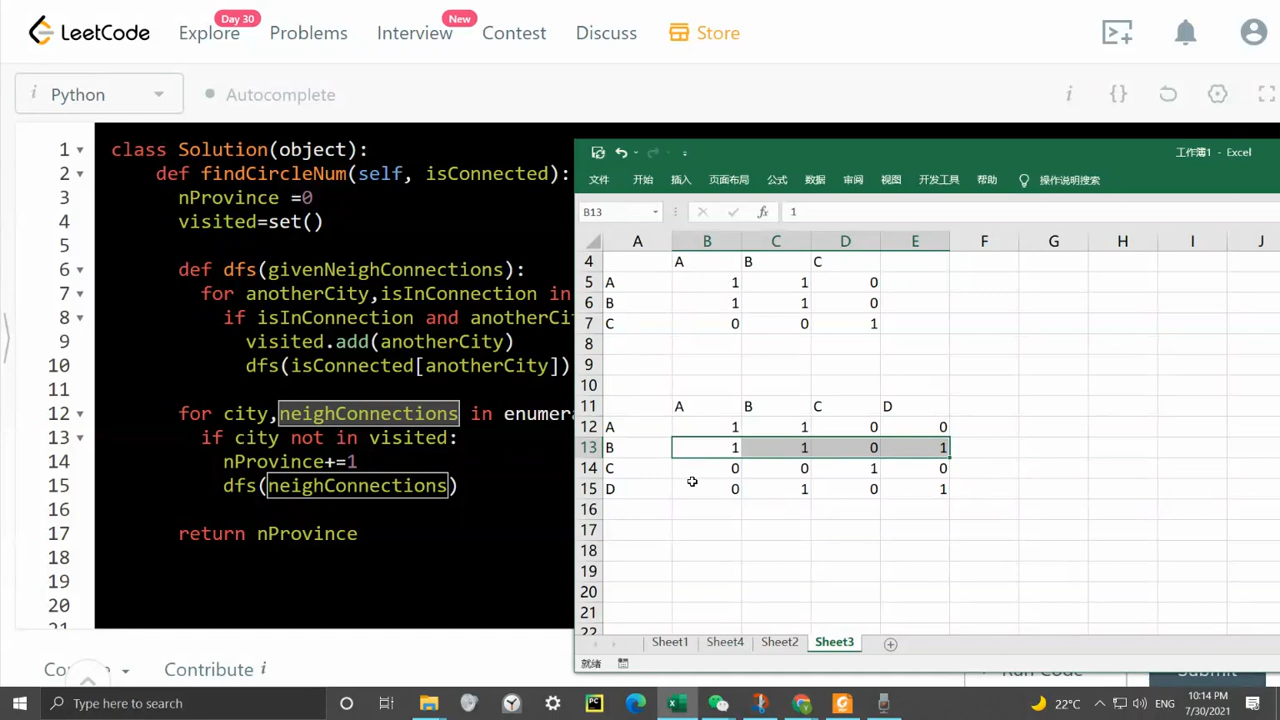 Day 30
New
LeetCode Explore Problems Interview Contest Discuss Store
i Python Autocomplete i {}
1 class Solution(object):
2 def findCircleNum(self, isConnected):
3 nProvince =0
4 visited=set()
5
6 def dfs(givenNeighConnections):
7 for anotherCity,isInConnection in
8 if isInConnection and anotherCi
9 visited.add(anotherCity)
10 dfs(isConnected[anotherCity])
11
12 for city,neighConnections in enumer
13 if city not in visited:
14 nProvince+=1
15 dfs(neighConnections)
16
17 return nProvince
18
19
20
21
工作簿1 - Excel
文件 开始 插入 页面布局 公式 数据 审阅 视图 开发工具 帮助 操作说明搜索
B13 fx 1
A B C D E F G H I J
4 A B C
5 A 1 1 0
6 B 1 1 0
7 C 0 0 1
8
9
10
11 A B C D
12 A 1 1 0 0
13 B 1 1 0 1
14 C 0 0 1 0
15 D 0 1 0 1
16
17
18
19
20
21
22
Sheet1 Sheet4 Sheet2 Sheet3
就绪
Contribute i
Run Code Submit
Type here to search
22°C ENG
10:14 PM
7/30/2021